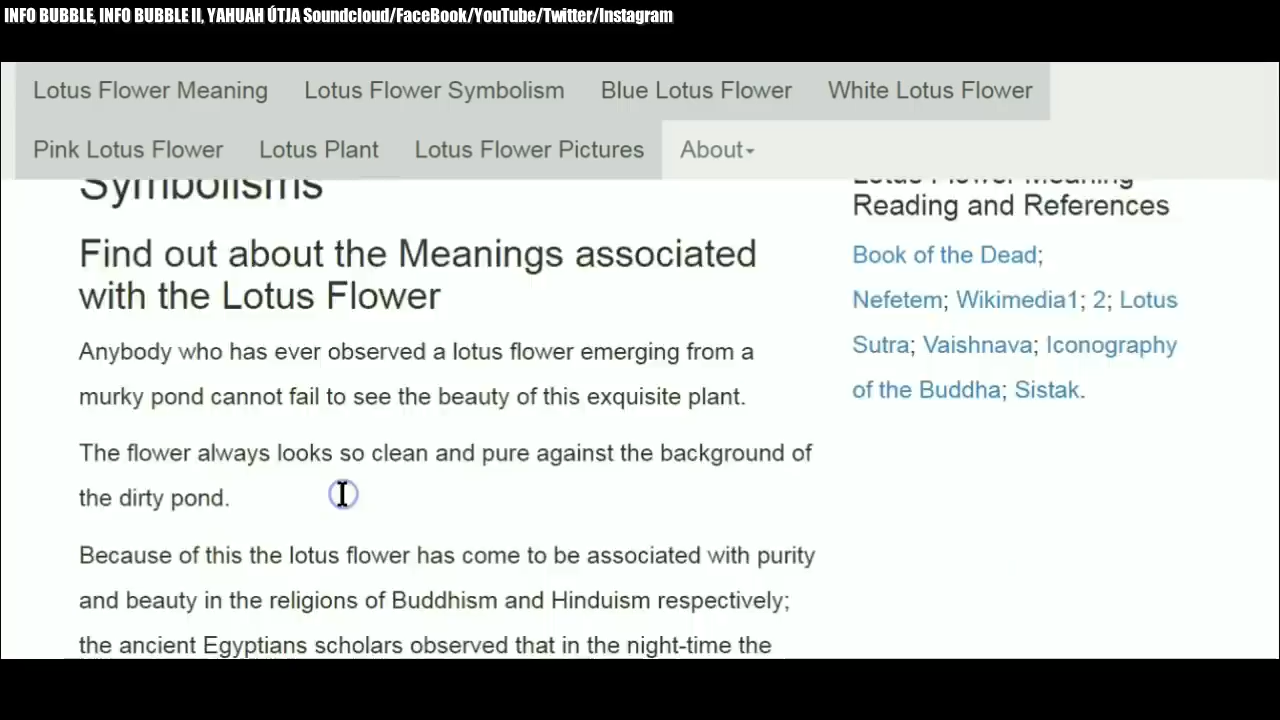 INFO BUBBLE, INFO BUBBLE II, YAHUAH ÚTJA Soundcloud/FaceBook/YouTube/Twitter/Instagram
Lotus Flower Meaning Lotus Flower Symbolism Blue Lotus Flower White Lotus Flower
Pink Lotus Flower Lotus Plant Lotus Flower Pictures About
Symbolisms
Find out about the Meanings associated
with the Lotus Flower
Anybody who has ever observed a lotus flower emerging from a
murky pond cannot fail to see the beauty of this exquisite plant.
The flower always looks so clean and pure against the background of
the dirty pond.
Because of this the lotus flower has come to be associated with purity
and beauty in the religions of Buddhism and Hinduism respectively;
the ancient Egyptians scholars observed that in the night-time the
Lotus Flower Meaning
Reading and References
Book of the Dead;
Nefetem; Wikimedia1; 2; Lotus
Sutra; Vaishnava; Iconography
of the Buddha; Sistak.